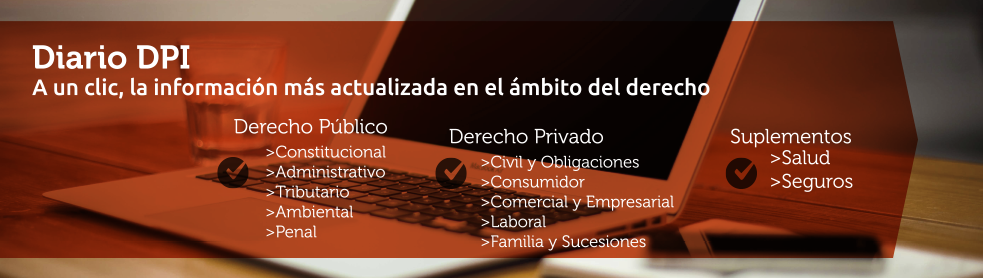 Diario DPI
A un clic, la información más actualizada en el ámbito del derecho
Derecho Público
>Constitucional
>Administrativo
>Tributario
>Ambiental
>Penal
Derecho Privado
>Civil y Obligaciones
>Consumidor
>Comercial y Empresarial
>Laboral
>Familia y Sucesiones
Suplementos
>Salud
>Seguros